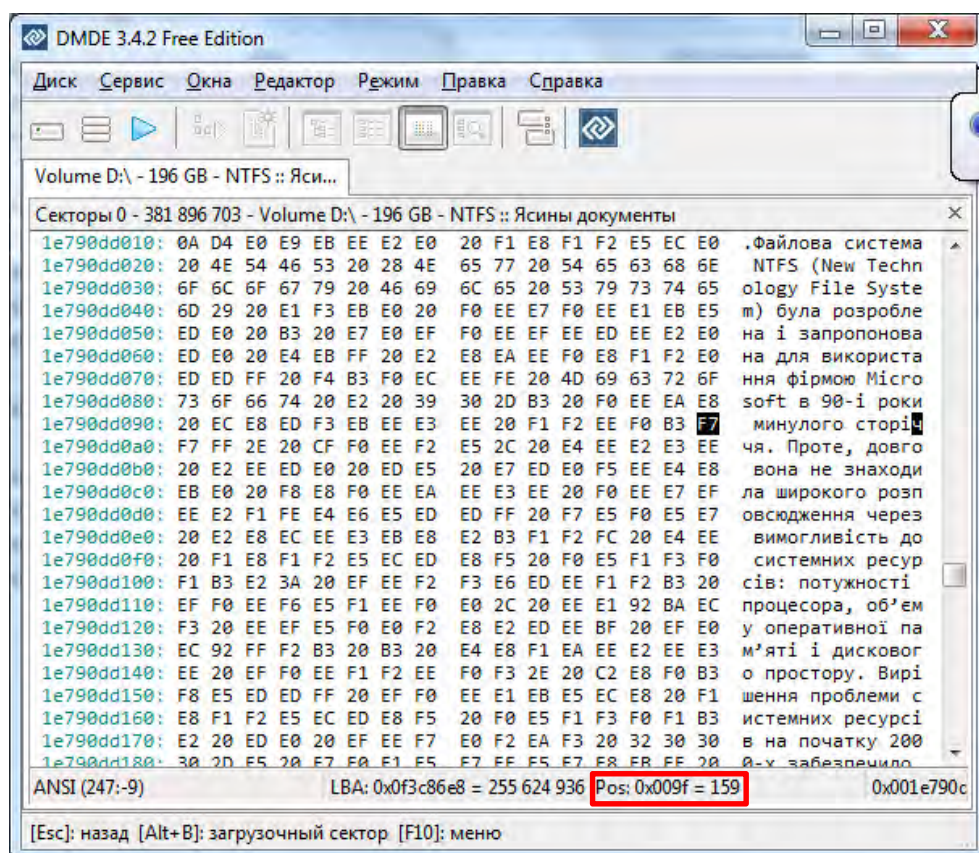 DMDE 3.4.2 Free Edition
Диск Сервис Окна Редактор Режим Правка Справка
Volume D:\ - 196 GB - NTFS :: Яси...
Секторы 0 - 381 896 703 - Volume D:\ - 196 GB - NTFS :: Ясины документы
1e790dd010: 0A D4 E0 E9 EB EE E2 E0 20 F1 E8 F1 F2 E5 EC E0 .Файлова система
1e790dd020: 20 4E 54 46 53 20 28 4E 65 77 20 54 65 63 68 6E NTFS (New Techn
1e790dd030: 6F 6C 6F 67 79 20 46 69 6C 65 20 53 79 73 74 65 ology File Syste
1e790dd040: 6D 29 20 E1 F3 EB E0 20 F0 EE E7 F0 EE E1 EB E5 m) була розробле
1e790dd050: ED E0 20 B3 20 E7 E0 EF F0 EE EF EE ED EE E2 E0 на і запропонова
1e790dd060: ED E0 20 E4 EB FF 20 E2 E8 EA EE F0 E8 F1 F2 E0 на для використа
1e790dd070: ED ED FF 20 F4 B3 F0 EC EE FE 20 4D 69 63 72 6F ння фірмою Micro
1e790dd080: 73 6F 66 74 20 E2 20 39 30 2D B3 20 F0 EE EA E8 soft в 90-і роки
1e790dd090: 20 EC E8 ED F3 EB EE E3 EE 20 F1 F2 EE F0 B3 F7 минулого сторіч
1e790dd0a0: F7 FF 2E 20 CF F0 EE F2 E5 2C 20 E4 EE E2 E3 EE чя. Проте, довго
1e790dd0b0: 20 E2 EE ED E0 20 ED E5 20 E7 ED E0 F5 EE E4 E8 вона не знаходи
1e790dd0c0: EB E0 20 F8 E8 F0 EE EA EE E3 EE 20 F0 EE E7 EF ла широкого розп
1e790dd0d0: EE E2 F1 FE E4 E6 E5 ED ED FF 20 F7 E5 F0 E5 E7 овсюдження через
1e790dd0e0: 20 E2 E8 EC EE E3 EB E8 E2 B3 F1 F2 FC 20 E4 EE вимогливість до
1e790dd0f0: 20 F1 E8 F1 F2 E5 EC ED E8 F5 20 F0 E5 F1 F3 F0 системних ресур
1e790dd100: F1 B3 E2 3A 20 EF EE F2 F3 E6 ED EE F1 F2 B3 20 сів: потужності
1e790dd110: EF F0 EE F6 E5 F1 EE F0 E0 2C 20 EE E1 92 BA EC процесора, об’єм
1e790dd120: F3 20 EE EF E5 F0 E0 F2 E8 E2 ED EE BF 20 EF E0 у оперативної па
1e790dd130: EC 92 FF F2 B3 20 B3 20 E4 E8 F1 EA EE E2 EE E3 м’яті і дисковог
1e790dd140: EE 20 EF F0 EE F1 F2 EE F0 F3 2E 20 C2 E8 F0 B3 о простору. Вирі
1e790dd150: F8 E5 ED ED FF 20 EF F0 EE E1 EB E5 EC E8 20 F1 шення проблеми с
1e790dd160: E8 F1 F2 E5 EC ED E8 F5 20 F0 E5 F1 F3 F0 F1 B3 истемних ресурсі
1e790dd170: E2 20 ED E0 20 EF EE F7 E0 F2 EA F3 20 32 30 30 в на початку 200
1e790dd180: 30 2D F5 20 E7 E0 E1 E5 E7 EF E5 F7 E8 EB EE 20 0-х забезпечило
ANSI (247:-9) LBA: 0x0f3c86e8 = 255 624 936 Pos: 0x009f = 159 0x001e790c
[Esc]: назад [Alt+B]: загрузочный сектор [F10]: меню